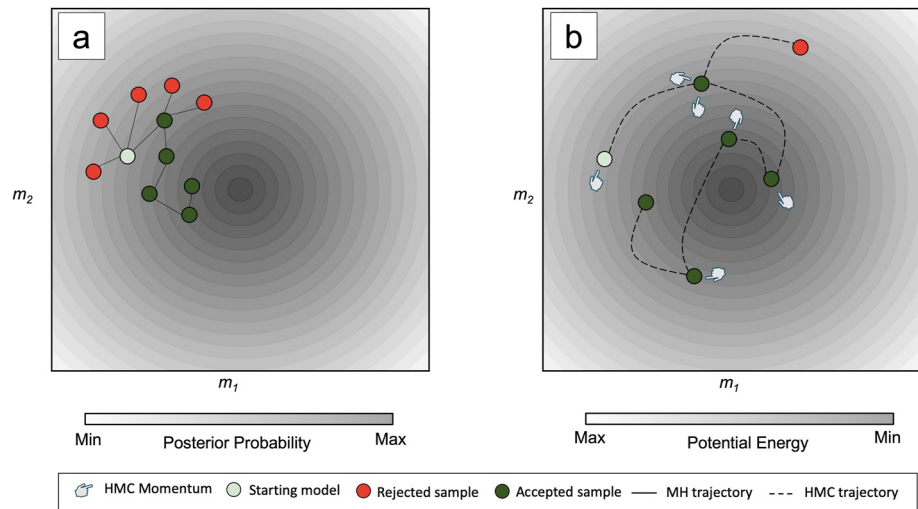 a
b
m2
m2
m1
m1
Min
Posterior Probability
Max
Max
Potential Energy
Min
HMC Momentum
Starting model
Rejected sample
Accepted sample
MH trajectory
HMC trajectory